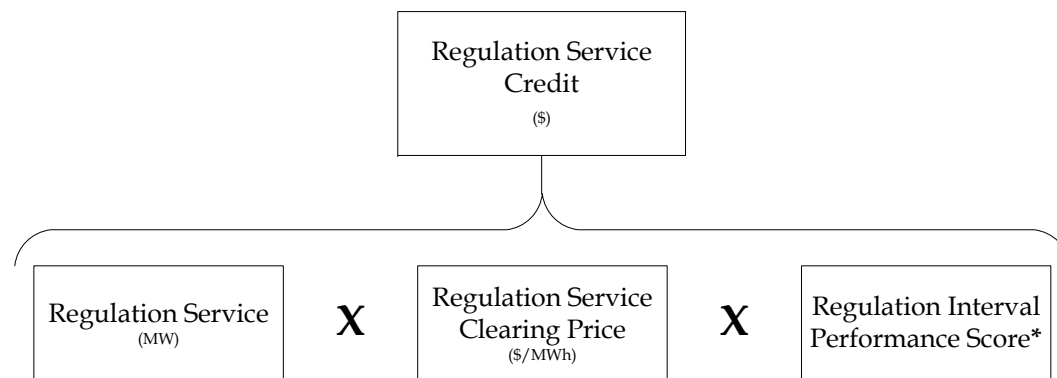 Regulation Service
Credit
($)
Regulation Service
(MW)
X
Regulation Service
Clearing Price
($/MWh)
X
Regulation Interval
Performance Score*